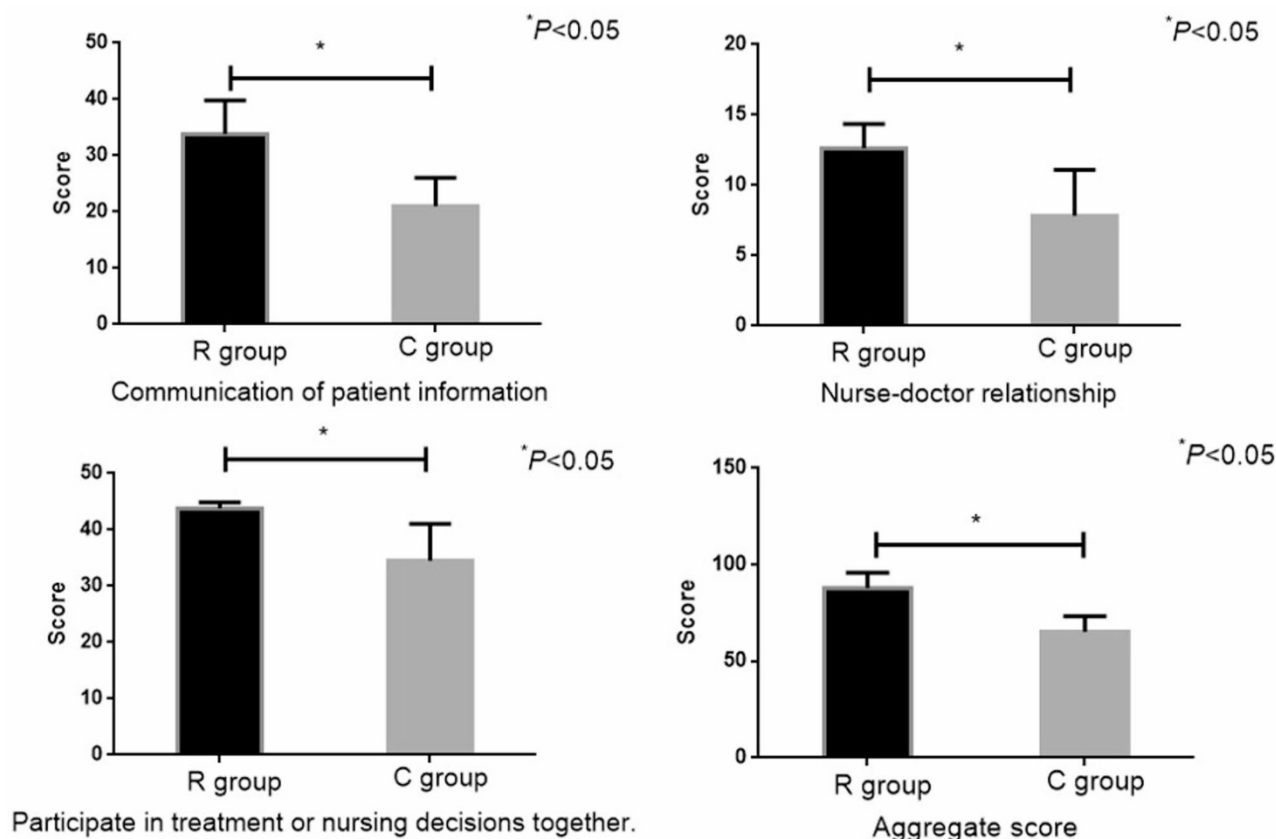 *P<0.05
50
40
30
20
10
0
Score
*
R group
C group
Communication of patient information
*P<0.05
20
15
10
5
0
Score
*
R group
C group
Nurse-doctor relationship
*P<0.05
50
40
30
20
10
0
Score
*
R group
C group
Participate in treatment or nursing decisions together.
*P<0.05
150
100
50
0
Score
*
R group
C group
Aggregate score